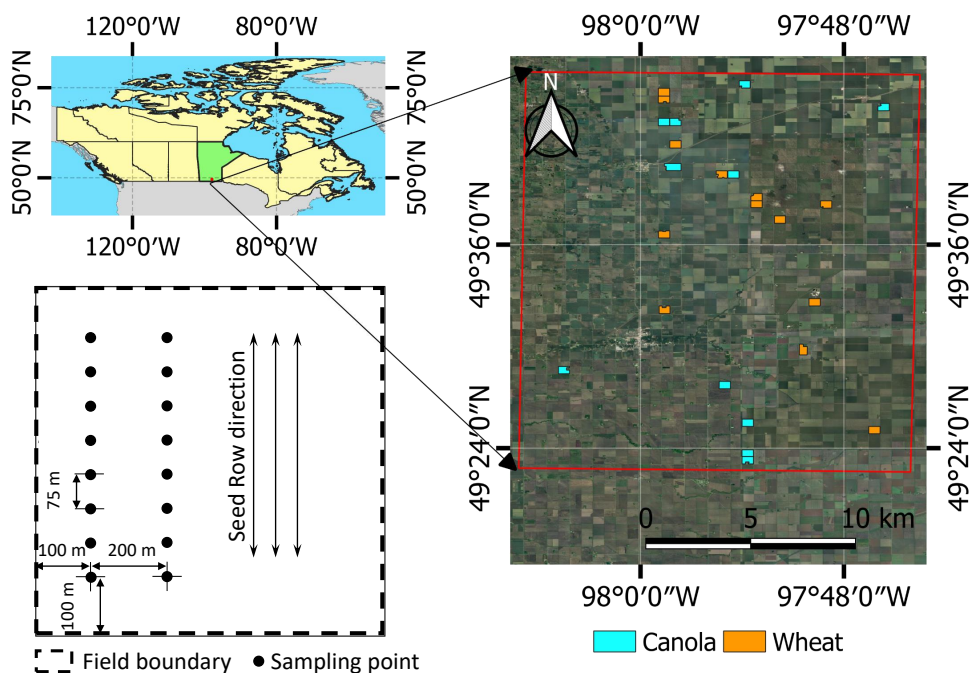 120°0′W 80°0′W
75°0′N 75°0′N
50°0′N 50°0′N
120°0′W 80°0′W
98°0′0″W 97°48′0″W
N
49°36′0″N 49°36′0″N
49°24′0″N 49°24′0″N
0 5 10 km
98°0′0″W 97°48′0″W
Canola Wheat
Seed Row direction
75 m
100 m 200 m
100 m
Field boundary Sampling point